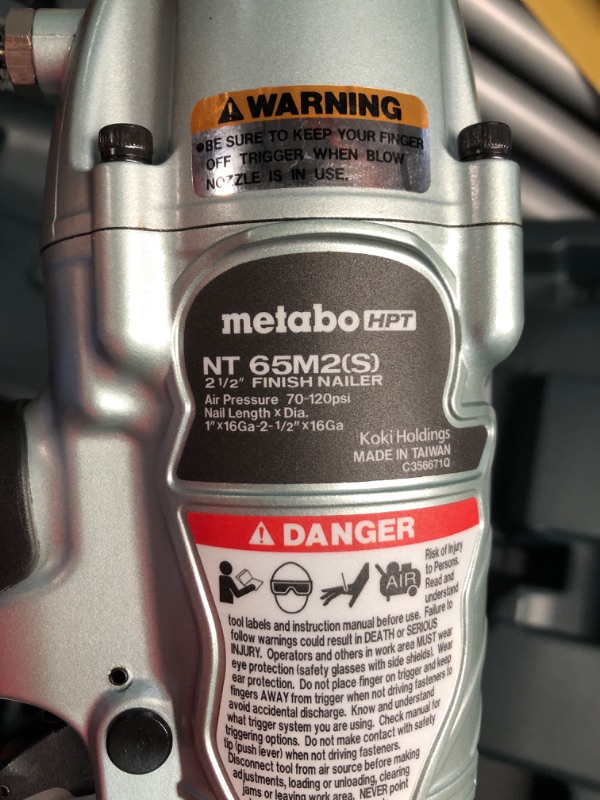 WARNING
•BE SURE TO KEEP YOUR FINGER
OFF TRIGGER WHEN BLOW
NOZZLE IS IN USE.
metabo HPT
NT 65M2(S)
2 1/2" FINISH NAILER
Air Pressure 70-120psi
Nail Length x Dia.
1"x16Ga-2-1/2"x16Ga
Koki Holdings
MADE IN TAIWAN
C356671Q
DANGER
AIR
Risk of Injury
to Persons.
Read and
understand
tool labels and instruction manual before use. Failure to
follow warnings could result in DEATH or SERIOUS
INJURY. Operators and others in work area MUST wear
eye protection (safety glasses with side shields). Wear
ear protection. Do not place finger on trigger and keep
fingers AWAY from trigger when not driving fasteners to
avoid accidental discharge. Know and understand
what trigger system you are using. Check manual for
triggering options. Do not make contact with safety
tip (push lever) when not driving fasteners.
Disconnect tool from air source before making
adjustments, loading or unloading, clearing
jams or leaving work area. NEVER point